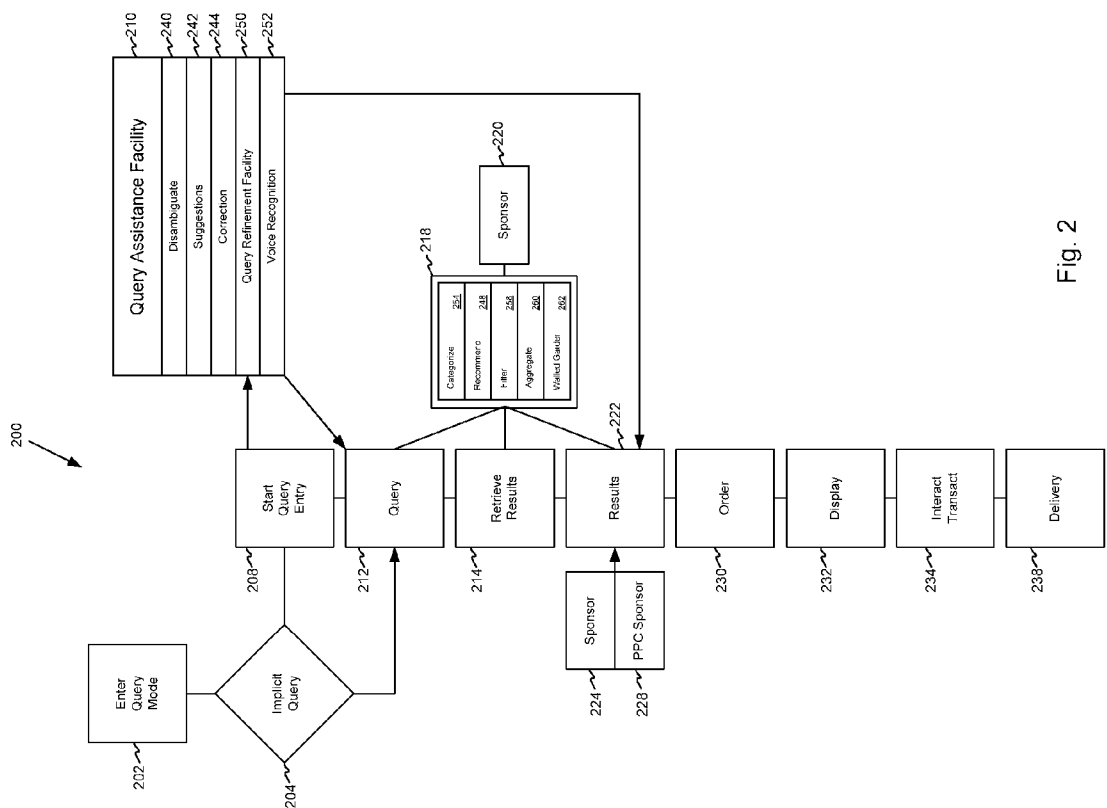 200
Query Assistance Facility
210
Disambiguate
240
Suggestions
242
Correction
244
Query Refinement Facility
250
Voice Recognition
252
Enter
Query
Mode
202
Implicit
Query
204
Start
Query
Entry
208
Query
212
Retrieve
Results
214
Results
222
Categorize 254
Recommend 248
Filter 258
Aggregate 260
Walled Garden 262
218
Sponsor
220
Sponsor
224
PPC Sponsor
228
Order
230
Display
232
Interact
Transact
234
Delivery
238
Fig. 2